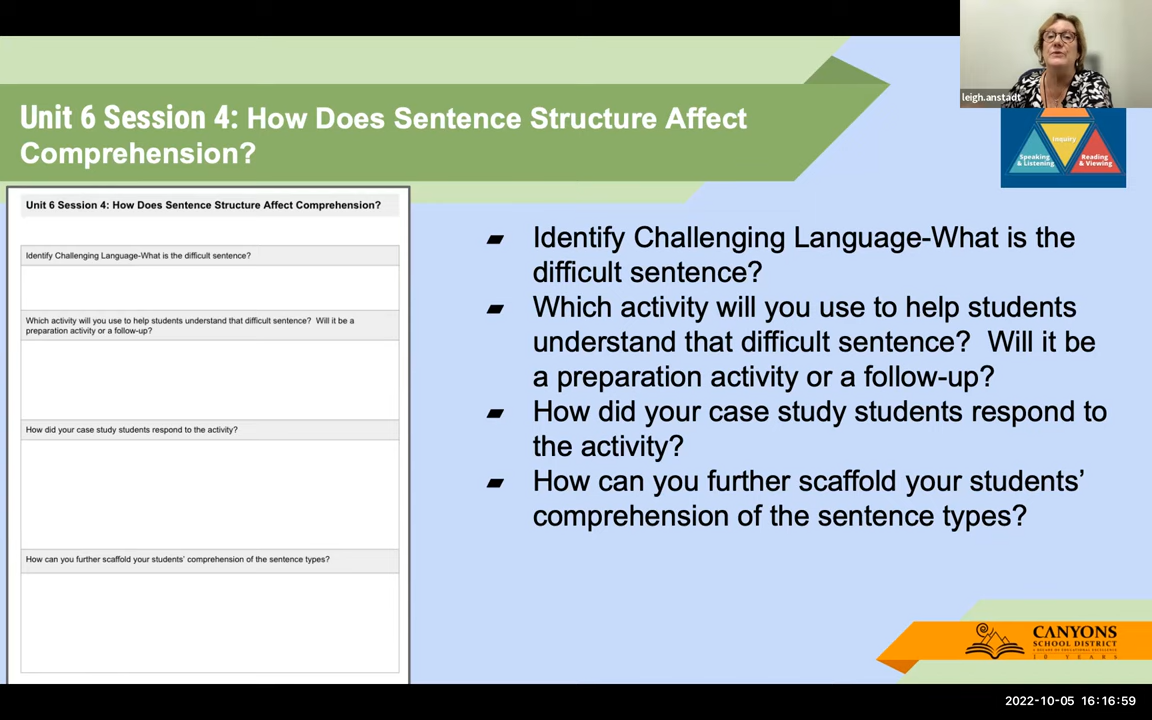 leigh.anstadt
Inquiry
Speaking
& Listening
Reading
& Viewing
Unit 6 Session 4: How Does Sentence Structure Affect
Comprehension?
Unit 6 Session 4: How Does Sentence Structure Affect Comprehension?
Identify Challenging Language-What is the difficult sentence?
Which activity will you use to help students understand that difficult sentence? Will it be a
preparation activity or a follow-up?
How did your case study students respond to the activity?
How can you further scaffold your students' comprehension of the sentence types?
Identify Challenging Language-What is the
difficult sentence?
Which activity will you use to help students
understand that difficult sentence? Will it be
a preparation activity or a follow-up?
How did your case study students respond to
the activity?
How can you further scaffold your students’
comprehension of the sentence types?
CANYONS
SCHOOL DISTRICT
10 YEARS
2022-10-05 16:16:59